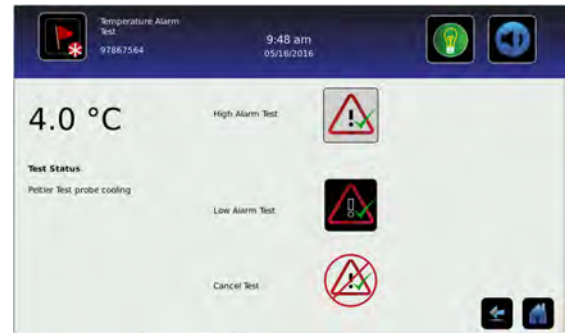 Temperature Alarm
Test
97867564
9:48 am
05/16/2016
4.0 °C
High Alarm Test
Test Status
Peltier Test probe cooling
Low Alarm Test
Cancel Test